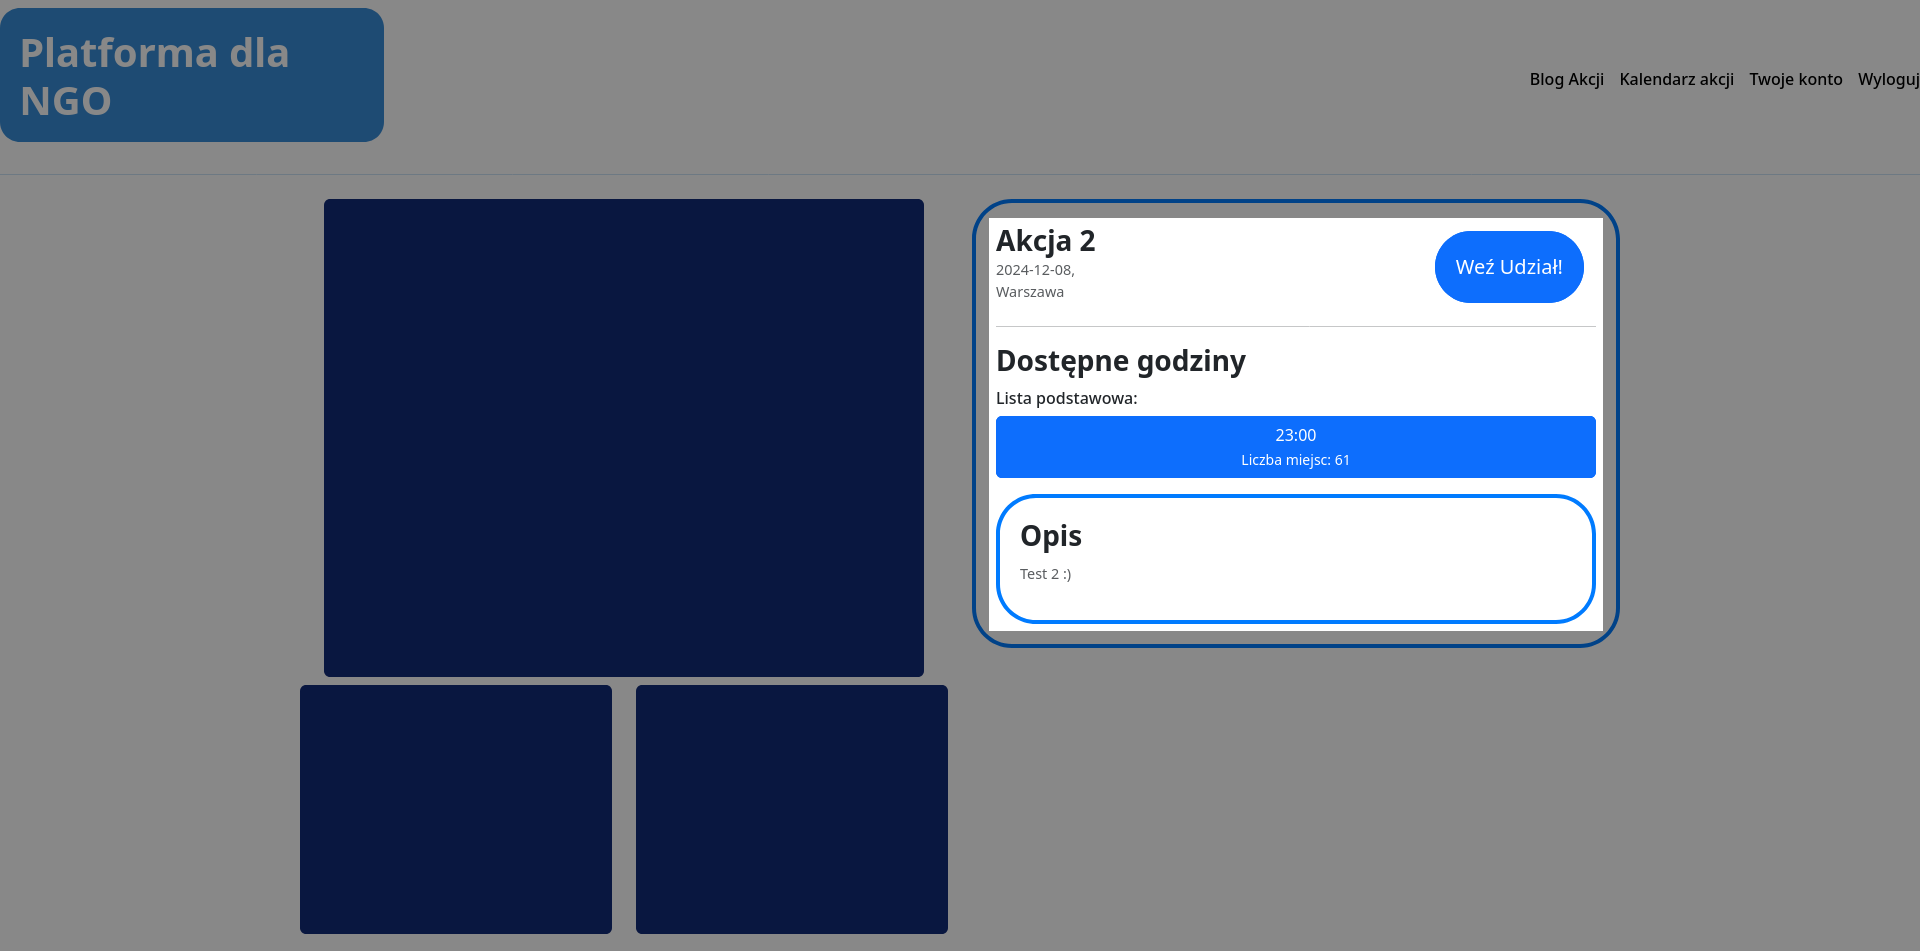 Platforma dla
NGO
Blog Akcji Kalendarz akcji Twoje konto Wyloguj
Akcja 2
2024-12-08,
Warszawa
Weź Udział!
Dostępne godziny
Lista podstawowa:
23:00
Liczba miejsc: 61
Opis
Test 2 :)